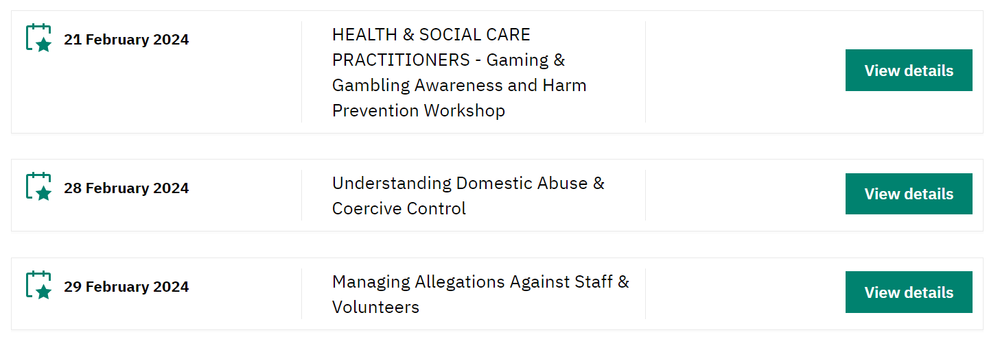 21 February 2024
HEALTH & SOCIAL CARE
PRACTITIONERS - Gaming &
Gambling Awareness and Harm
Prevention Workshop
View details
28 February 2024
Understanding Domestic Abuse &
Coercive Control
View details
29 February 2024
Managing Allegations Against Staff &
Volunteers
View details